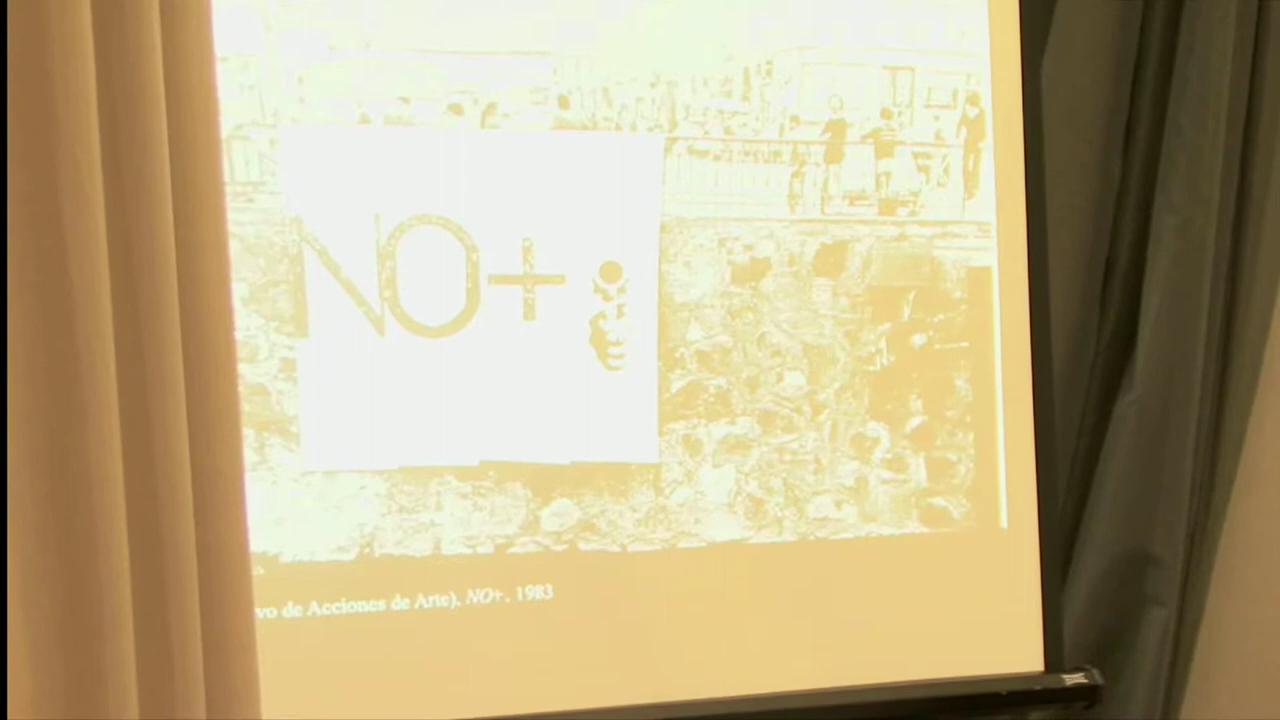 NO+
vo de Acciones de Arte). NO+. 1983